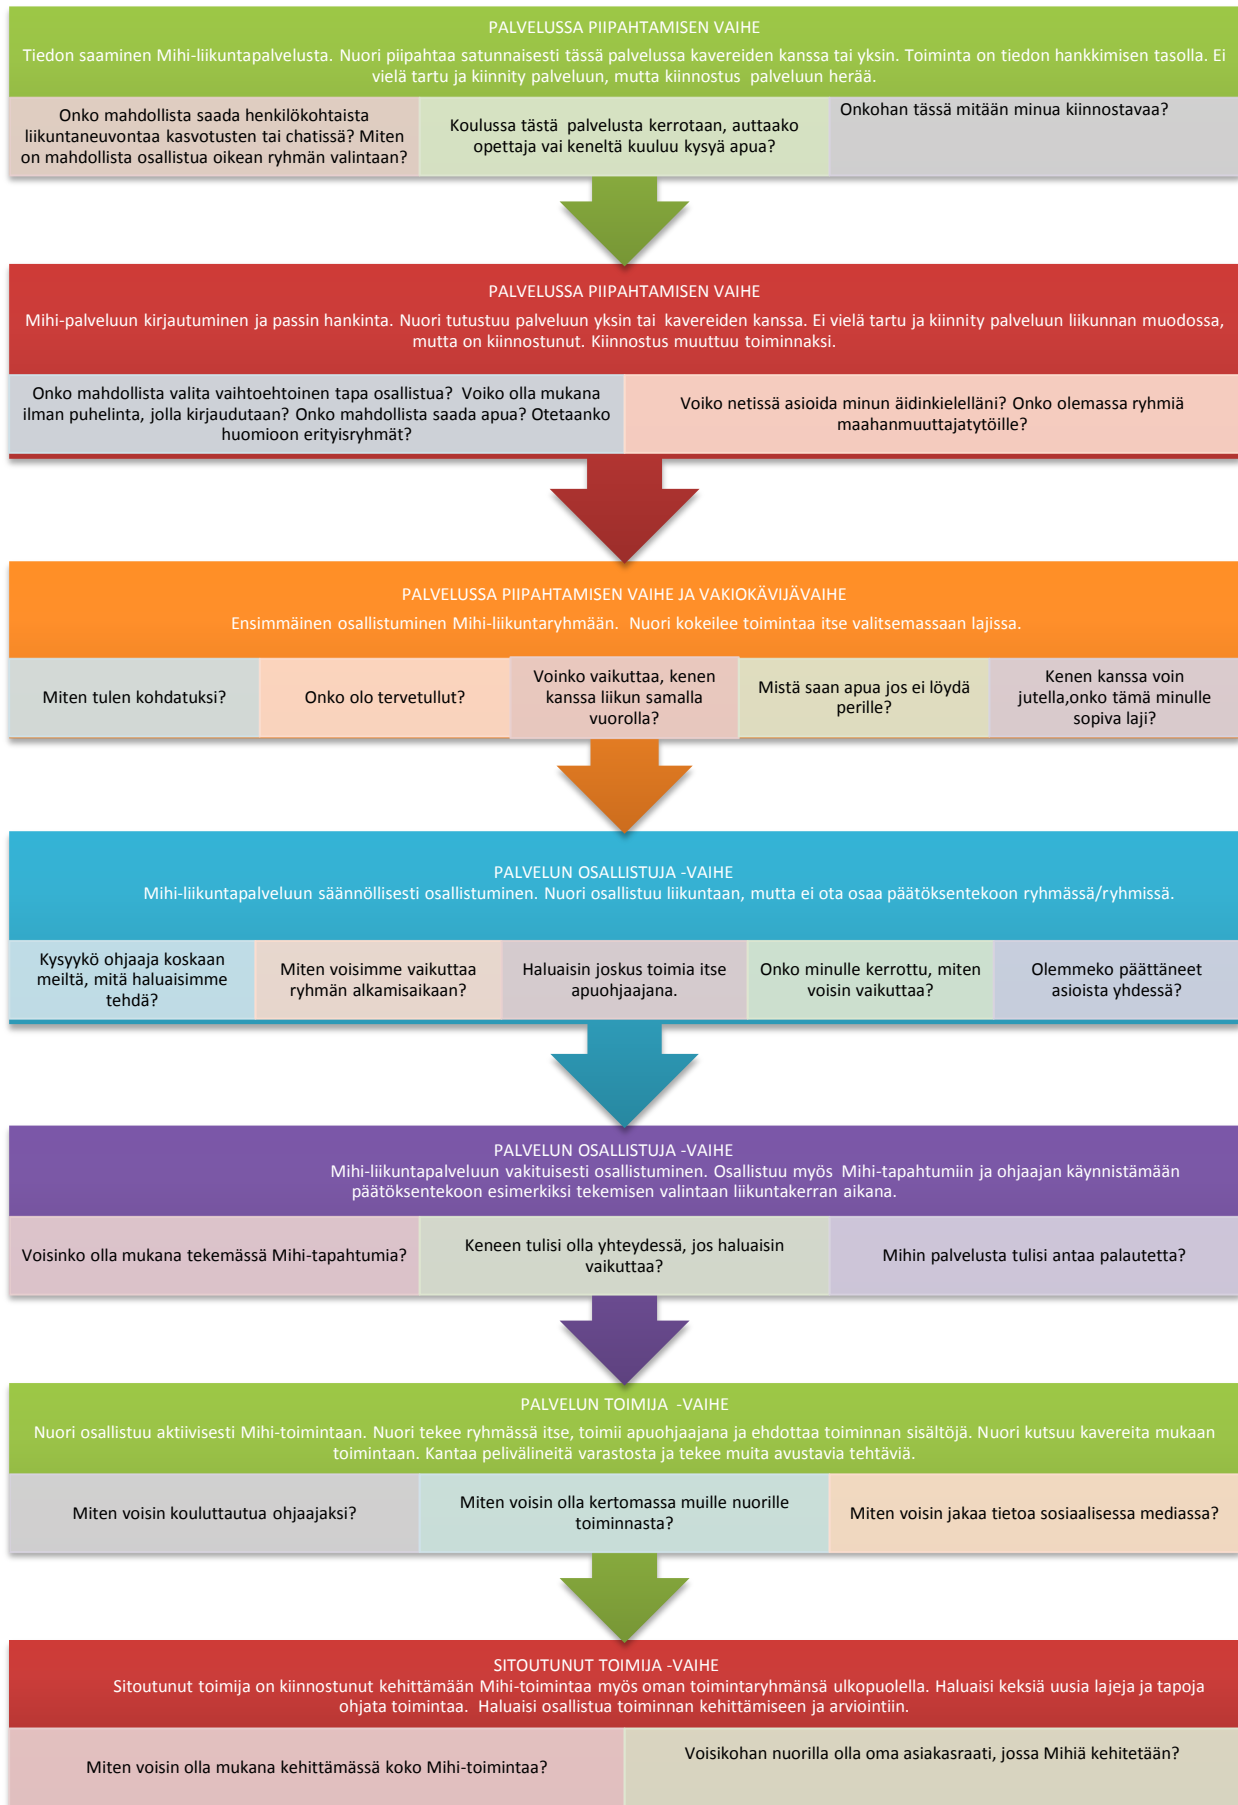 PALVELUSSA PIIPAHTAMISEN VAIHE
Tiedon saaminen Mihi-liikuntapalvelusta. Nuori piipahtaa satunnaisesti tässä palvelussa kavereiden kanssa tai yksin. Toiminta on tiedon hankkimisen tasolla. Ei
vielä tartu ja kiinnity palveluun, mutta kiinnostus palveluun herää.
Onko mahdollista saada henkilökohtaista
liikuntaneuvontaa kasvotusten tai chatissä? Miten
on mahdollista osallistua oikean ryhmän valintaan?
Koulussa tästä palvelusta kerrotaan, auttaako
opettaja vai keneltä kuuluu kysyä apua?
Onkohan tässä mitään minua kiinnostavaa?
PALVELUSSA PIIPAHTAMISEN VAIHE
Mihi-palveluun kirjautuminen ja passin hankinta. Nuori tutustuu palveluun yksin tai kavereiden kanssa. Ei vielä tartu ja kiinnity palveluun liikunnan muodossa,
mutta on kiinnostunut. Kiinnostus muuttuu toiminnaksi.
Onko mahdollista valita vaihtoehtoinen tapa osallistua? Voiko olla mukana
ilman puhelinta, jolla kirjaudutaan? Onko mahdollista saada apua? Otetaanko
huomioon erityisryhmät?
Voiko netissä asioida minun äidinkielelläni? Onko olemassa ryhmiä
maahanmuuttajatytöille?
PALVELUSSA PIIPAHTAMISEN VAIHE JA VAKIOKÄVIJÄVAIHE
Ensimmäinen osallistuminen Mihi-liikuntaryhmään. Nuori kokeilee toimintaa itse valitsemassaan lajissa.
Miten tulen kohdatuksi?
Onko olo tervetullut?
Voinko vaikuttaa, kenen
kanssa liikun samalla
vuorolla?
Mistä saan apua jos ei löydä
perille?
Kenen kanssa voin
jutella,onko tämä minulle
sopiva laji?
PALVELUN OSALLISTUJA -VAIHE
Mihi-liikuntapalveluun säännöllisesti osallistuminen. Nuori osallistuu liikuntaan, mutta ei ota osaa päätöksentekoon ryhmässä/ryhmissä.
Kysyykö ohjaaja koskaan
meiltä, mitä haluaisimme
tehdä?
Miten voisimme vaikuttaa
ryhmän alkamisaikaan?
Haluaisin joskus toimia itse
apuohjaajana.
Onko minulle kerrottu, miten
voisin vaikuttaa?
Olemmeko päättäneet
asioista yhdessä?
PALVELUN OSALLISTUJA -VAIHE
Mihi-liikuntapalveluun vakituisesti osallistuminen. Osallistuu myös Mihi-tapahtumiin ja ohjaajan käynnistämään
päätöksentekoon esimerkiksi tekemisen valintaan liikuntakerran aikana.
Voisinko olla mukana tekemässä Mihi-tapahtumia?
Keneen tulisi olla yhteydessä, jos haluaisin
vaikuttaa?
Mihin palvelusta tulisi antaa palautetta?
PALVELUN TOIMIJA -VAIHE
Nuori osallistuu aktiivisesti Mihi-toimintaan. Nuori tekee ryhmässä itse, toimii apuohjaajana ja ehdottaa toiminnan sisältöjä. Nuori kutsuu kavereita mukaan
toimintaan. Kantaa pelivälineitä varastosta ja tekee muita avustavia tehtäviä.
Miten voisin kouluttautua ohjaajaksi?
Miten voisin olla kertomassa muille nuorille
toiminnasta?
Miten voisin jakaa tietoa sosiaalisessa mediassa?
SITOUTUNUT TOIMIJA -VAIHE
Sitoutunut toimija on kiinnostunut kehittämään Mihi-toimintaa myös oman toimintaryhmänsä ulkopuolella. Haluaisi keksiä uusia lajeja ja tapoja
ohjata toimintaa. Haluaisi osallistua toiminnan kehittämiseen ja arviointiin.
Miten voisin olla mukana kehittämässä koko Mihi-toimintaa?
Voisikohan nuorilla olla oma asiakasraati, jossa Mihiä kehitetään?